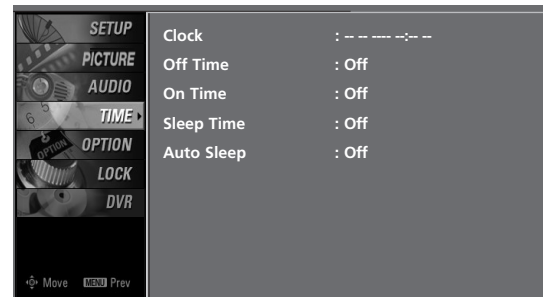 SETUP
PICTURE
AUDIO
TIME
OPTION
LOCK
DVR
Move MENU Prev
Clock : -- -- ---- --:-- --
Off Time : Off
On Time : Off
Sleep Time : Off
Auto Sleep : Off